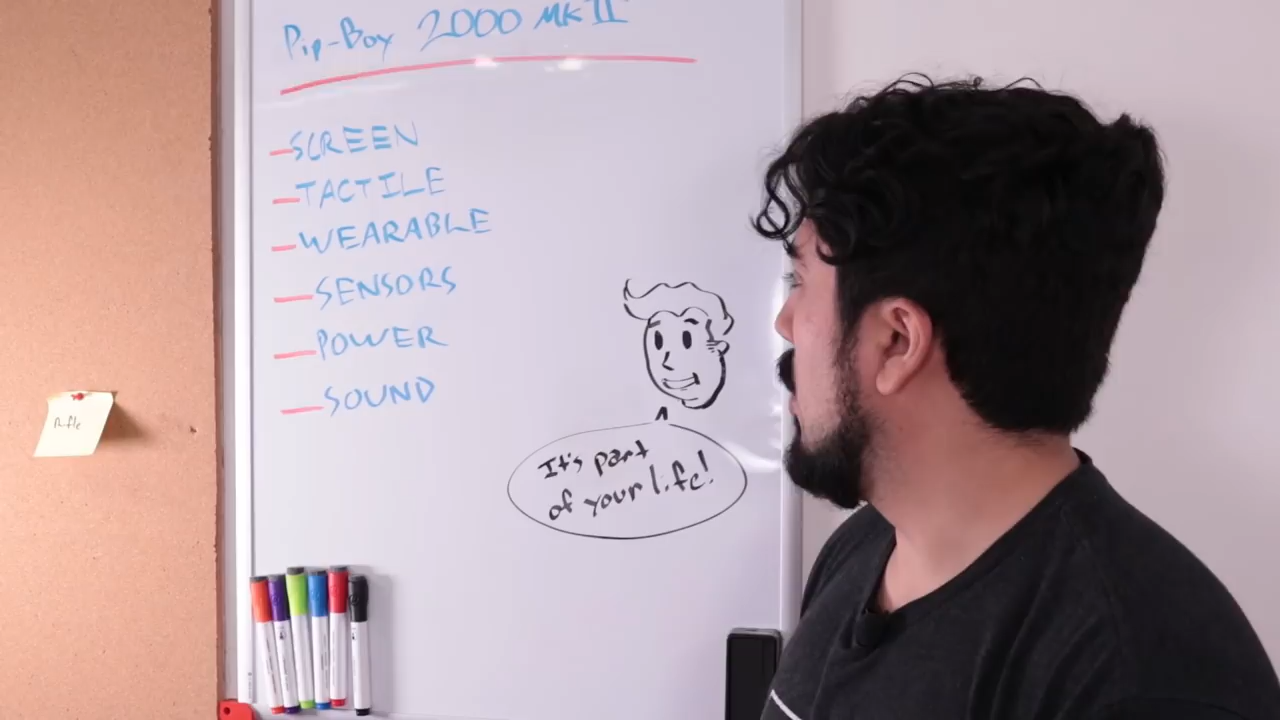 Pip-Boy 2000 MK II
SCREEN
TACTILE
WEARABLE
SENSORS
POWER
SOUND
It's part
of your life!